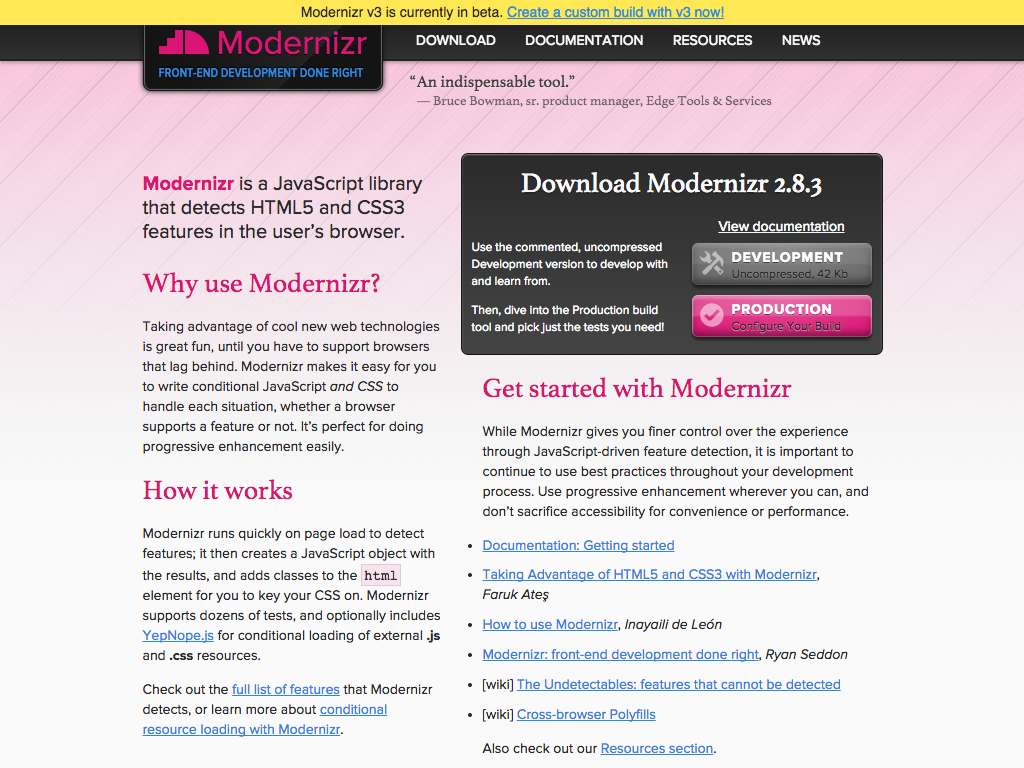 Modernizr v3 is currently in beta. Create a custom build with v3 now!
Modernizr
FRONT-END DEVELOPMENT DONE RIGHT
DOWNLOAD DOCUMENTATION RESOURCES NEWS
“An indispensable tool.”
— Bruce Bowman, sr. product manager, Edge Tools & Services
Modernizr is a JavaScript library
that detects HTML5 and CSS3
features in the user’s browser.
Why use Modernizr?
Taking advantage of cool new web technologies
is great fun, until you have to support browsers
that lag behind. Modernizr makes it easy for you
to write conditional JavaScript and CSS to
handle each situation, whether a browser
supports a feature or not. It’s perfect for doing
progressive enhancement easily.
How it works
Modernizr runs quickly on page load to detect
features; it then creates a JavaScript object with
the results, and adds classes to the html
element for you to key your CSS on. Modernizr
supports dozens of tests, and optionally includes
YepNope.js for conditional loading of external .js
and .css resources.
Check out the full list of features that Modernizr
detects, or learn more about conditional
resource loading with Modernizr.
Download Modernizr 2.8.3
View documentation
Use the commented, uncompressed
Development version to develop with
and learn from.
Then, dive into the Production build
tool and pick just the tests you need!
DEVELOPMENT
Uncompressed, 42 Kb
PRODUCTION
Configure Your Build
Get started with Modernizr
While Modernizr gives you finer control over the experience
through JavaScript-driven feature detection, it is important to
continue to use best practices throughout your development
process. Use progressive enhancement wherever you can, and
don’t sacrifice accessibility for convenience or performance.
• Documentation: Getting started
• Taking Advantage of HTML5 and CSS3 with Modernizr,
Faruk Ateş
• How to use Modernizr, Inayaili de León
• Modernizr: front-end development done right, Ryan Seddon
• [wiki] The Undetectables: features that cannot be detected
• [wiki] Cross-browser Polyfills
Also check out our Resources section.